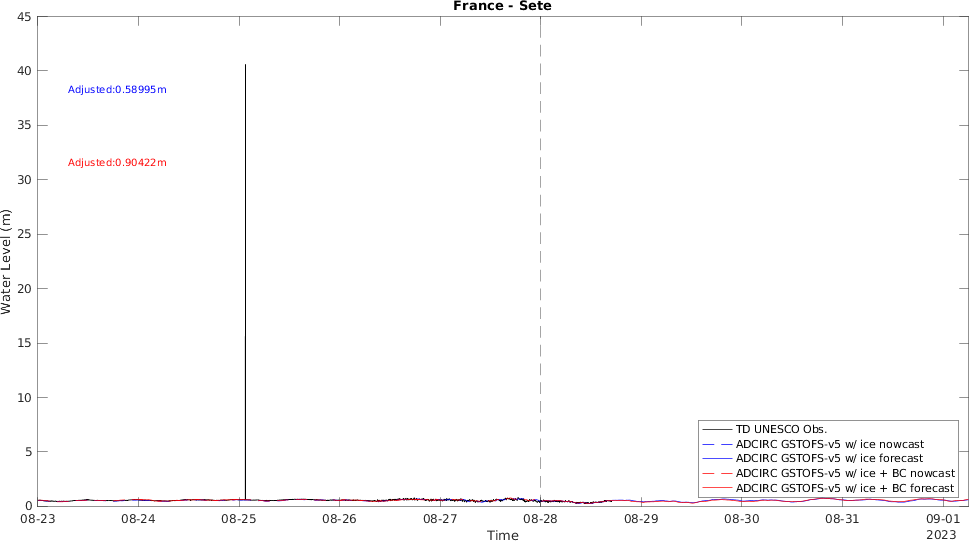 France - Sete
45
40
35
30
25
20
15
10
5
0
Water Level (m)
Adjusted:0.58995m
Adjusted:0.90422m
TD UNESCO Obs.
ADCIRC GSTOFS-v5 w/ ice nowcast
ADCIRC GSTOFS-v5 w/ ice forecast
ADCIRC GSTOFS-v5 w/ ice + BC nowcast
ADCIRC GSTOFS-v5 w/ ice + BC forecast
08-23 08-24 08-25 08-26 08-27 08-28 08-29 08-30 08-31 09-01
2023
Time